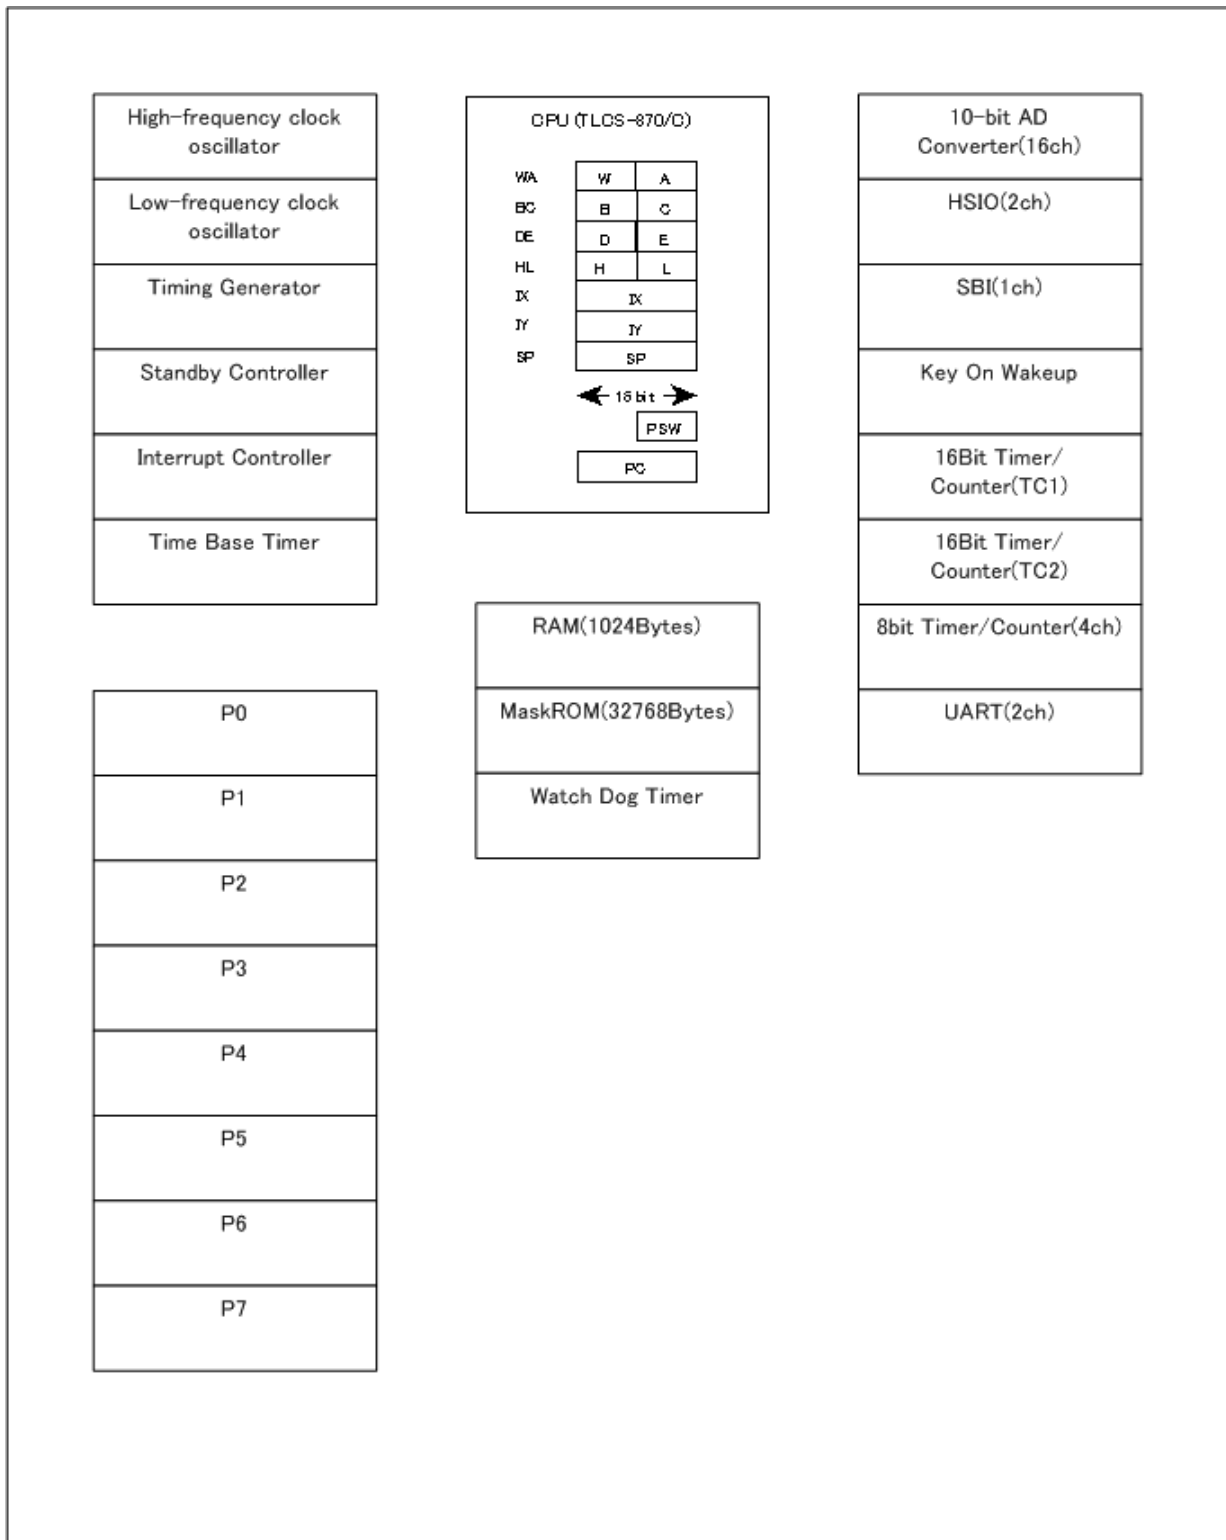 High-frequency clock
oscillator
Low-frequency clock
oscillator
Timing Generator
Standby Controller
Interrupt Controller
Time Base Timer
P0
P1
P2
P3
P4
P5
P6
P7
CPU (TLCS-870/C)
WA W A
BC B C
DE D E
HL H L
IX IX
IY IY
SP SP
16bit
PSW
PC
RAM(1024Bytes)
MaskROM(32768Bytes)
Watch Dog Timer
10-bit AD
Converter(16ch)
HSIO(2ch)
SBI(1ch)
Key On Wakeup
16Bit Timer/
Counter(TC1)
16Bit Timer/
Counter(TC2)
8bit Timer/Counter(4ch)
UART(2ch)